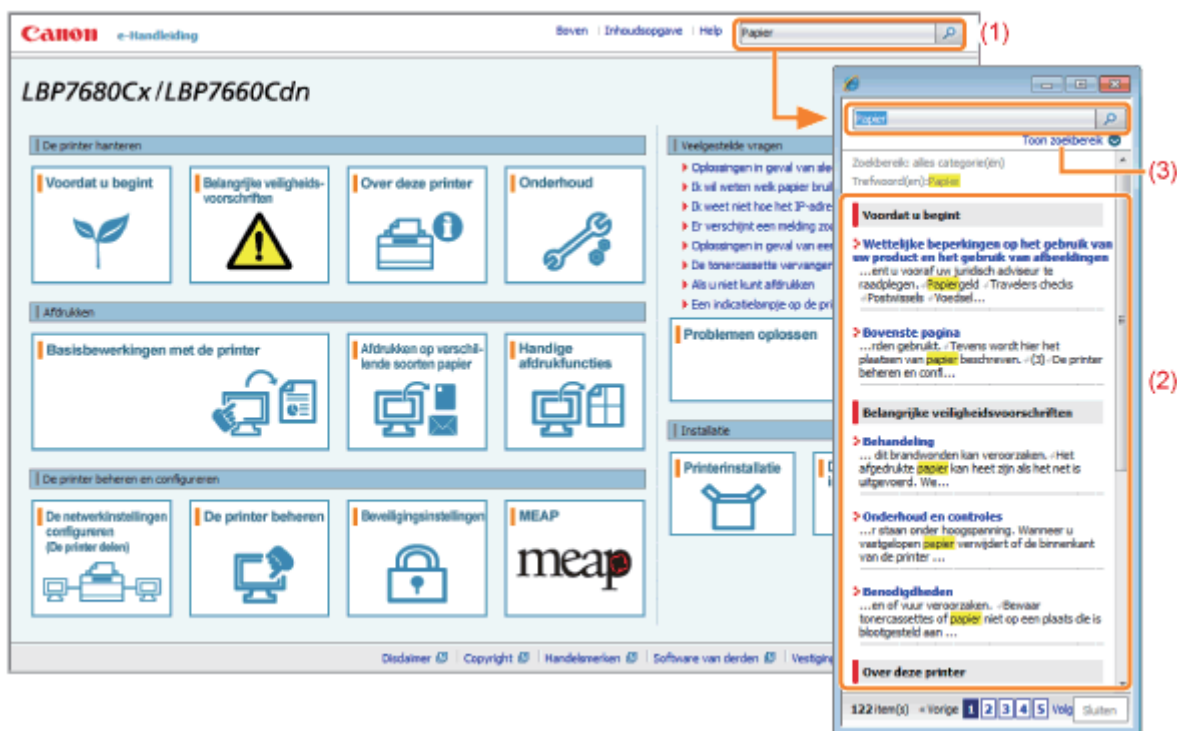 Canon e-Handleiding
Boven Inhoudsopgave Help Papier
(1)
LBP7680Cx/LBP7660Cdn
De printer hanteren
Voordat u begint
Belangrijke veiligheids-
voorschriften
Over deze printer
Onderhoud
Afdrukken
Basisbewerkingen met de printer
Afdrukken op verschil-
lende soorten papier
Handige
afdrukfuncties
De printer beheren en configureren
De netwerkinstellingen
configureren
(De printer delen)
De printer beheren
Beveiligingsinstellingen
MEAP
meap
Veelgestelde vragen
Oplossingen in geval van
Ik wil weten welk papier
Ik weet niet hoe het
Er verschijnt een melding
Oplossingen in geval van
De tonercassette
Als u niet kunt afdrukken
Een indicatielampje op de
Problemen oplossen
Installatie
Printerinstallatie
Disclaimer Copyright Handelsmerken Software van derden
Papier
Toon zoekbereik
(3)
Zoekbereik: alles categorie(ën)
Trefwoord(en):Papier
Voordat u begint
Wettelijke beperkingen op het gebruik van
uw product en het gebruik van afbeeldingen
...ent u vooraf uw juridisch adviseur te
raadplegen. Papiergeld Travelers checks
Postwissels Voedsel...
Bovenste pagina
...rden gebruikt. Tevens wordt hier het
plaatsen van papier beschreven. (3) De printer
beheren en confi...
(2)
Belangrijke veiligheidsvoorschriften
Behandeling
... dit brandwonden kan veroorzaken. Het
afgedrukte papier kan heet zijn als het net is
uitgevoerd. We...
Onderhoud en controles
...r staan onder hoogspanning. Wanneer u
vastgelopen papier verwijdert of de binnenkant
van de printer ...
Benodigdheden
...en of vuur veroorzaken. Bewaar
tonercassettes of papier niet op een plaats die is
blootgesteld aan ...
Over deze printer
122 item(s) «Vorige 1 2 3 4 5 Volg Sluiten